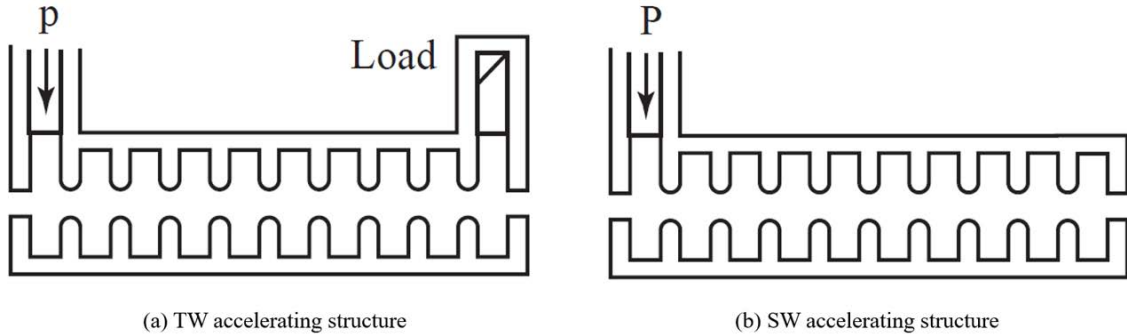 p
Load
P
(a) TW accelerating structure
(b) SW accelerating structure